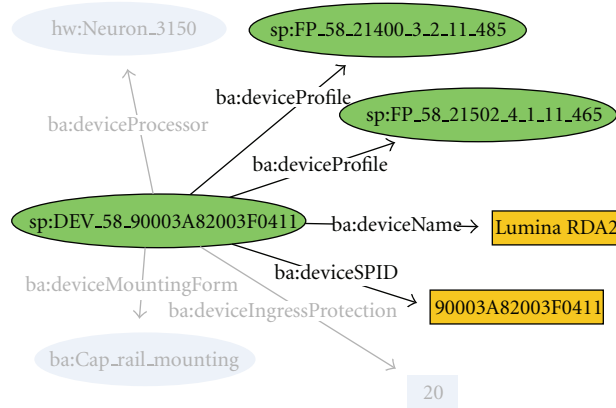 hw:Neuron_3150
sp:FP_58_21400_3_2_11_485
ba:deviceProfile
sp:FP_58_21502_4_1_11_465
ba:deviceProcessor
ba:deviceProfile
sp:DEV_58_90003A82003F0411
ba:deviceName
Lumina RDA2
ba:deviceSPID
ba:deviceMountingForm
ba:deviceIngressProtection
90003A82003F0411
ba:Cap_rail_mounting
20